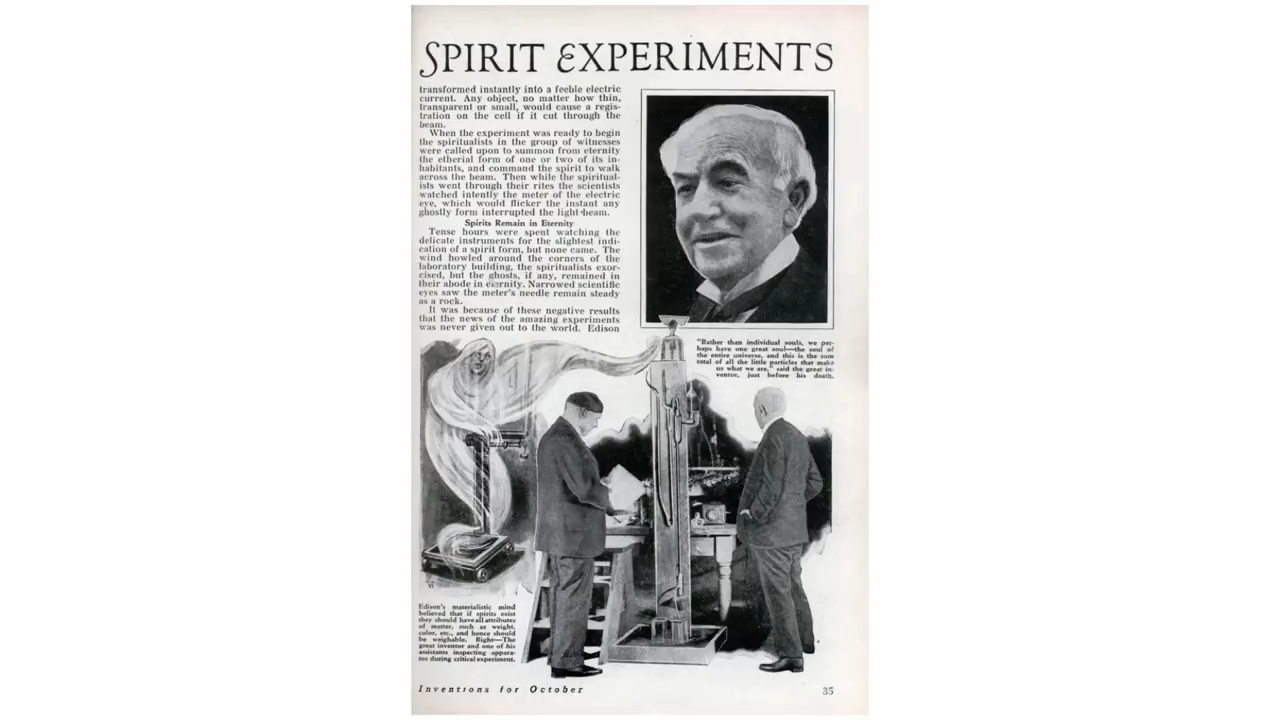 SPIRIT EXPERIMENTS
transformed instantly into a feeble electric
current. Any object, no matter how thin,
transparent or small, would cause a regis-
tration on the cell if it cut through the
beam.
When the experiment was ready to begin
the spiritualists in the group of witnesses
were called upon to summon from eternity
the etherial form of one or two of its in-
habitants, and command the spirit to walk
across the beam. Then while the spiritual-
ists went through their rites the scientists
watched intently the meter of the electric
eye, which would flicker the instant any
ghostly form interrupted the light-beam.
Spirits Remain in Eternity
Tense hours were spent watching the
delicate instruments for the slightest indi-
cation of a spirit form, but none came. The
wind howled around the corners of the
laboratory building, the spiritualists exor-
cised, but the ghosts, if any, remained in
their abode in eternity. Narrowed scientific
eyes saw the meter's needle remain steady
as a rock.
It was because of these negative results
that the news of the amazing experiments
was never given out to the world. Edison
"Rather than individual souls, we per-
haps have one great soul—the soul of
the entire universe, and this is the sum
total of all the little particles that make
us what we are," said the great in-
ventor, just before his death.
Edison's materialistic mind
believed that if spirits exist
they should have all attributes
of matter, such as weight,
color, etc., and hence should
be weighable. Right—The
great inventor and one of his
assistants inspecting appara-
tus during critical experiment.
Inventions for October
35